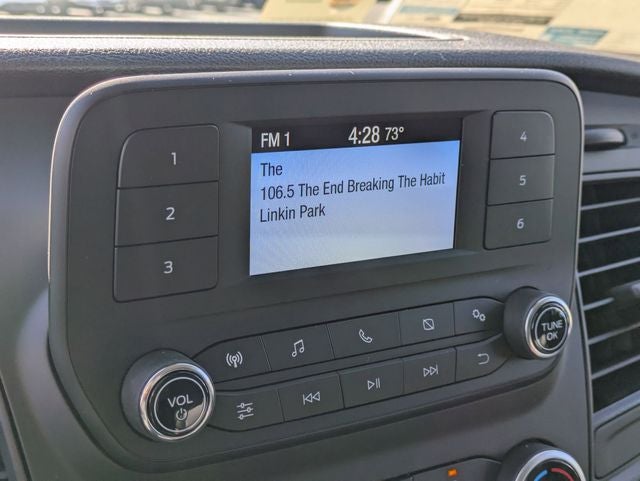 FM 1 4:28 73°
The
106.5 The End Breaking The Habit
Linkin Park
1
2
3
4
5
6
VOL
TUNE
OK